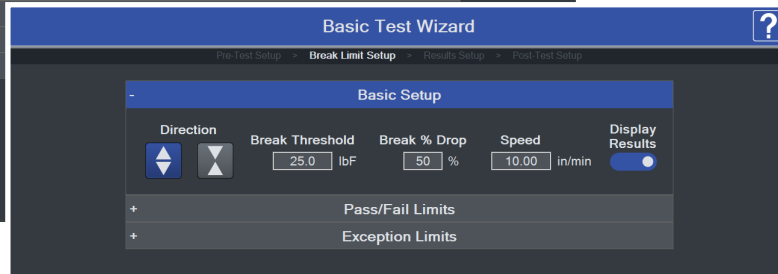 Basic Test Wizard
?
Pre-Test Setup > Break Limit Setup > Results Setup > Post-Test Setup
- Basic Setup
Direction
Break Threshold
25.0 lbF
Break % Drop
50 %
Speed
10.00 in/min
Display
Results
+ Pass/Fail Limits
+ Exception Limits